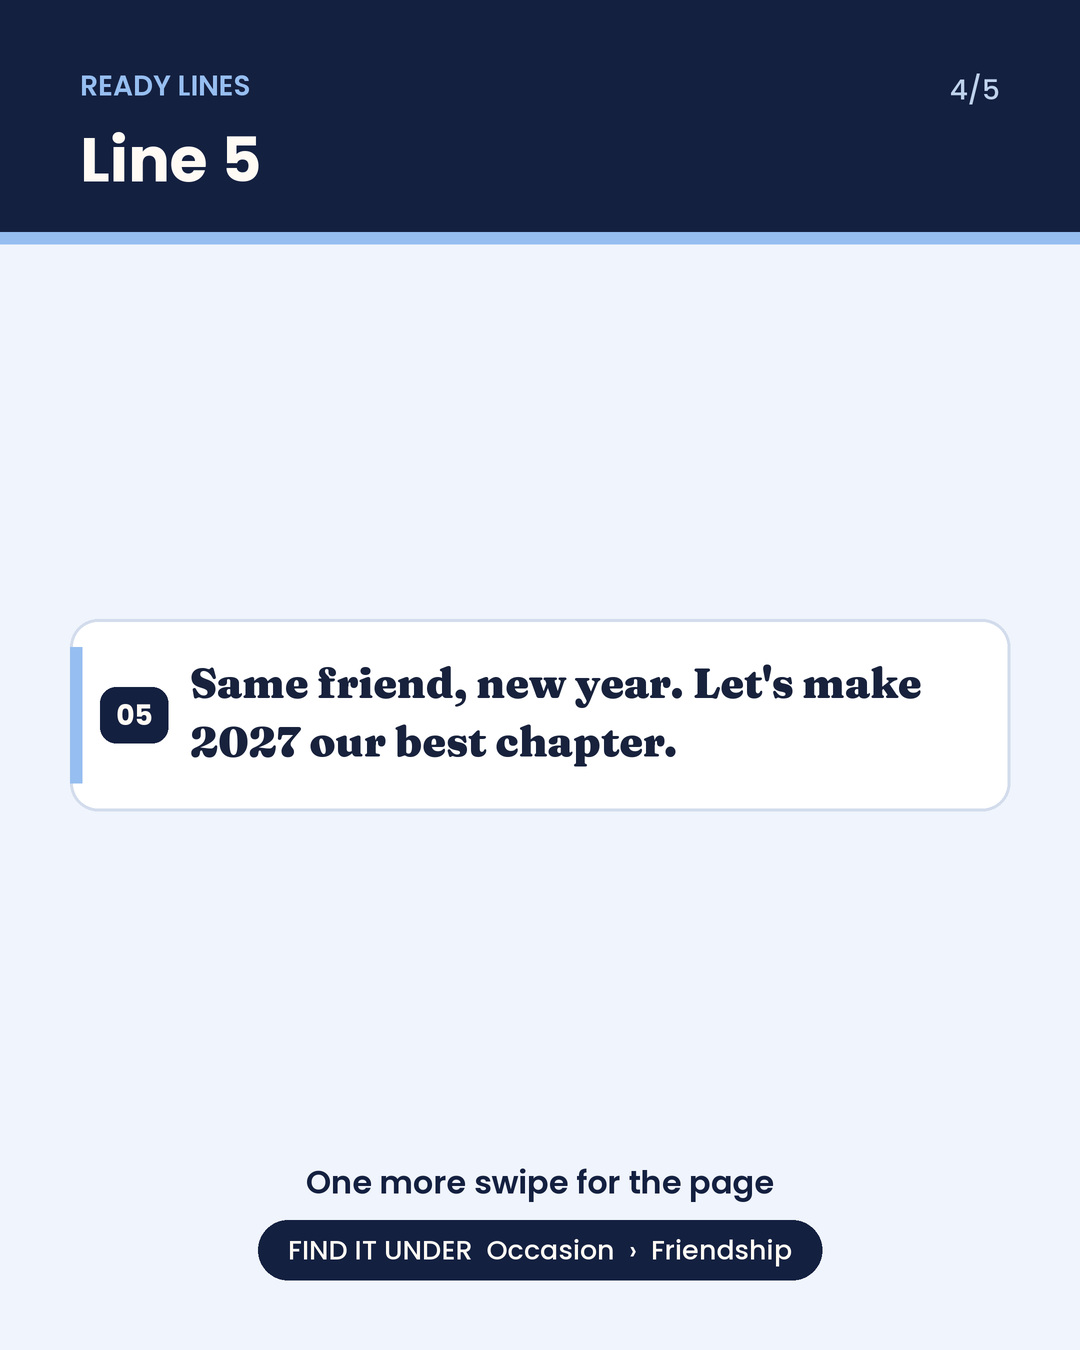 READY LINES
4/5
Line 5
05
Same friend, new year. Let's make
2027 our best chapter.
One more swipe for the page
FIND IT UNDER Occasion › Friendship